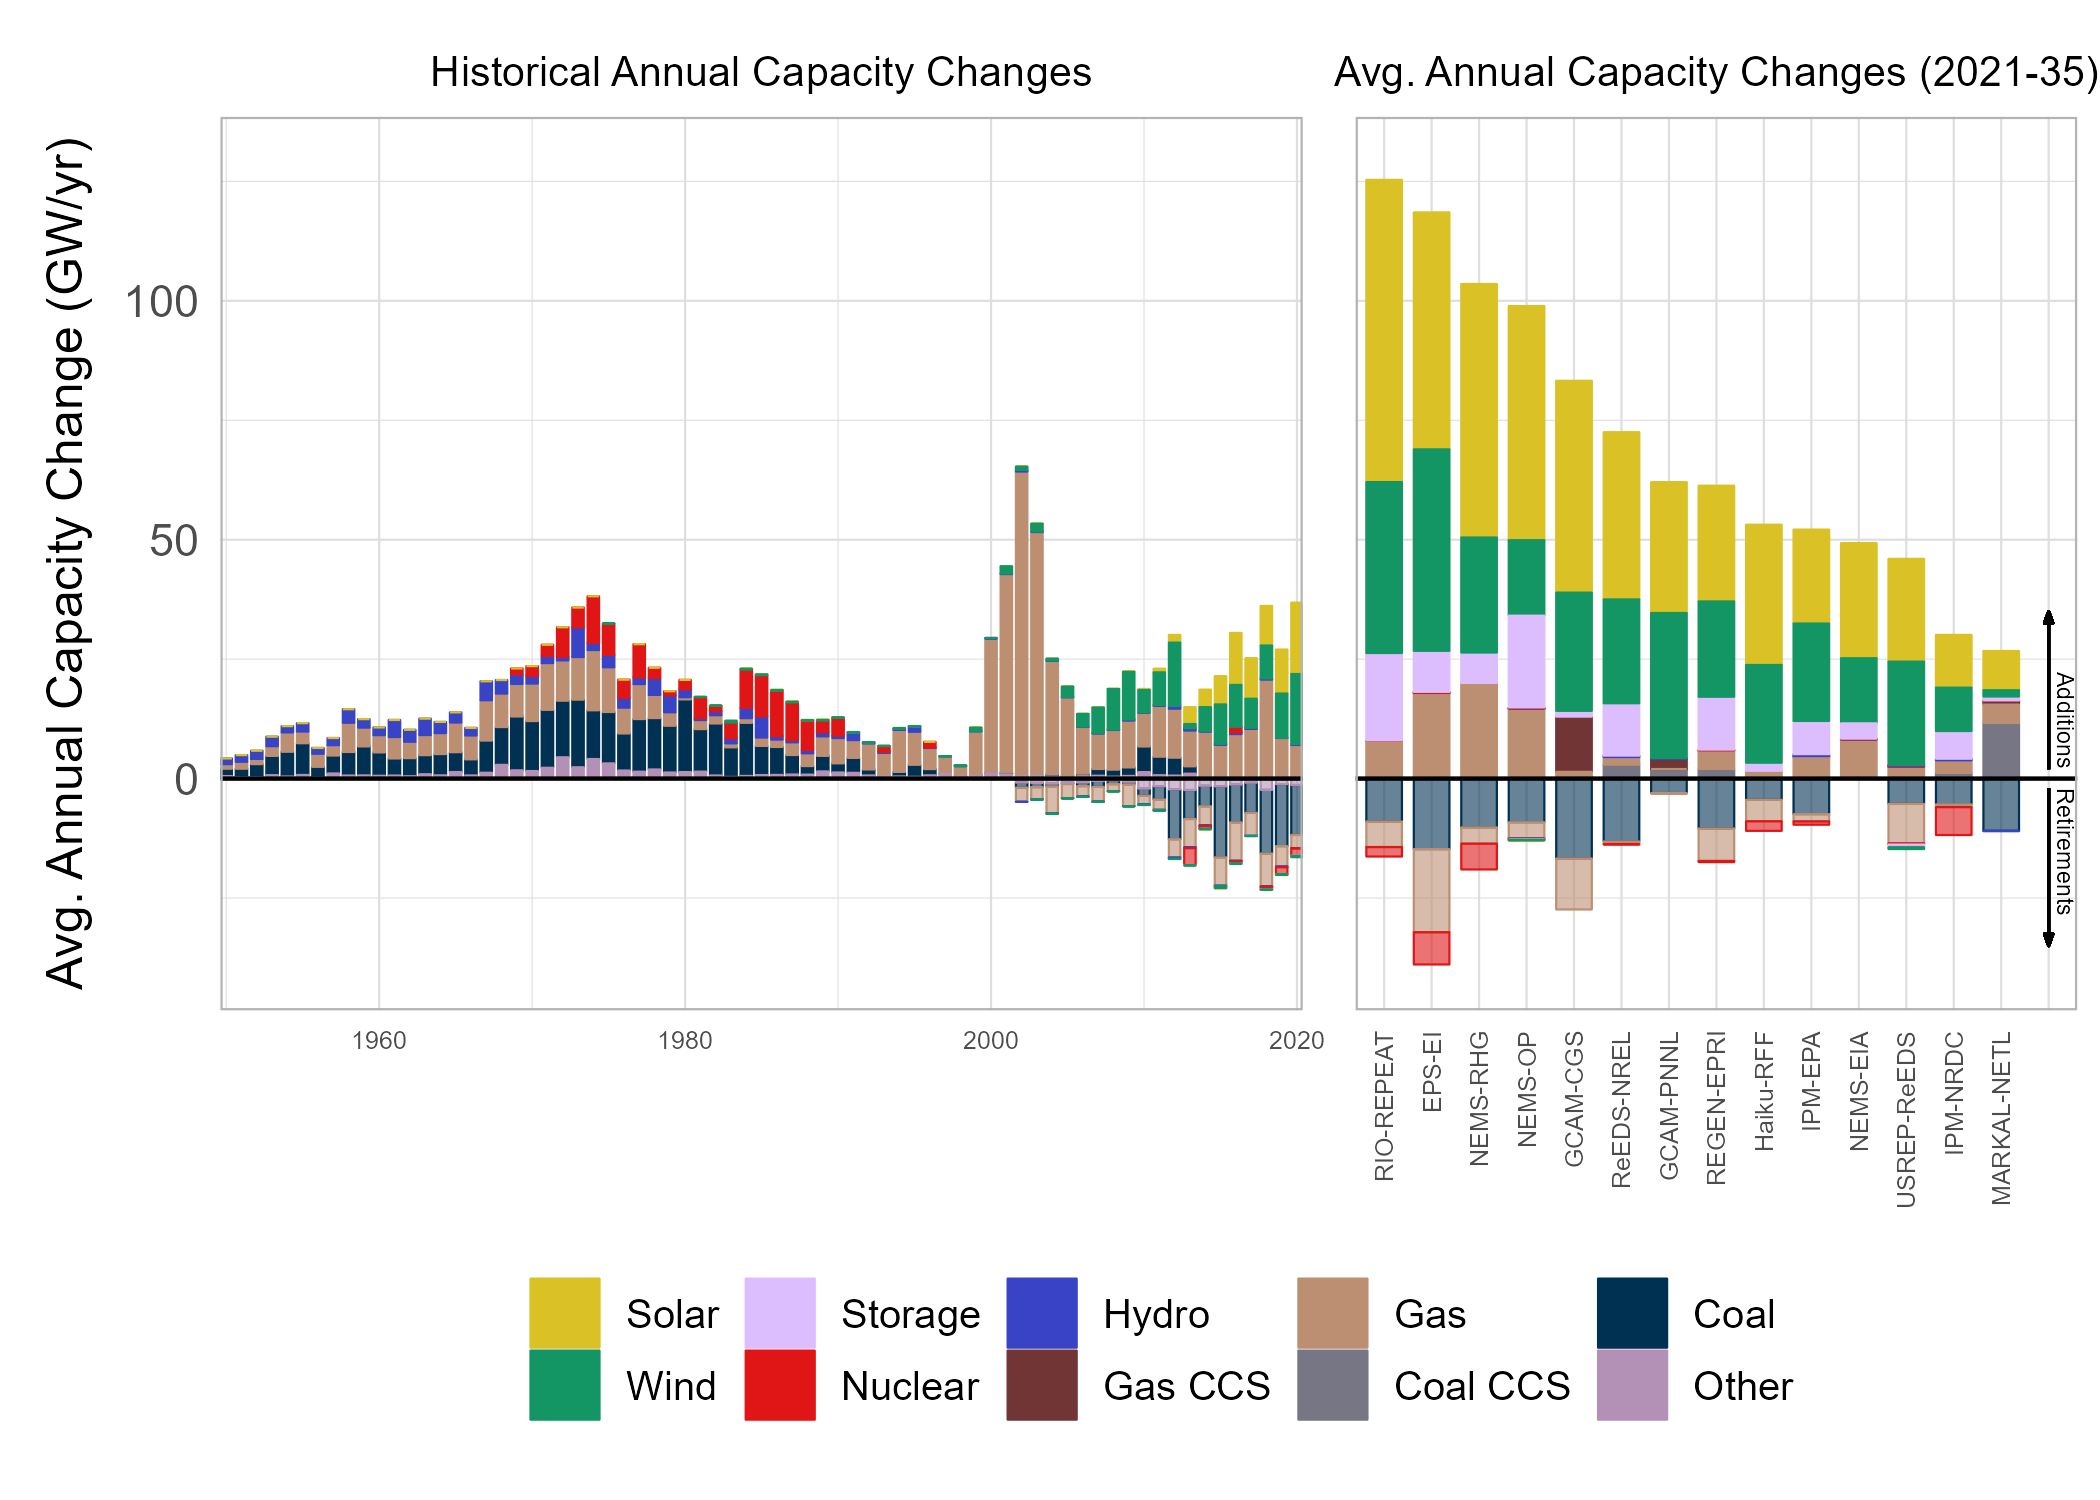 Historical Annual Capacity Changes
Avg. Annual Capacity Changes (2021-35)
Avg. Annual Capacity Change (GW/yr)
100
50
0
1960
1980
2000
2020
Additions
Retirements
RIO-REPEAT
EPS-EI
NEMS-RHG
NEMS-OP
GCAM-CGS
ReEDS-NREL
GCAM-PNNL
REGEN-EPRI
Haiku-RFF
IPM-EPA
NEMS-EIA
USREP-ReEDS
IPM-NRDC
MARKAL-NETL
Solar
Storage
Hydro
Gas
Coal
Wind
Nuclear
Gas CCS
Coal CCS
Other